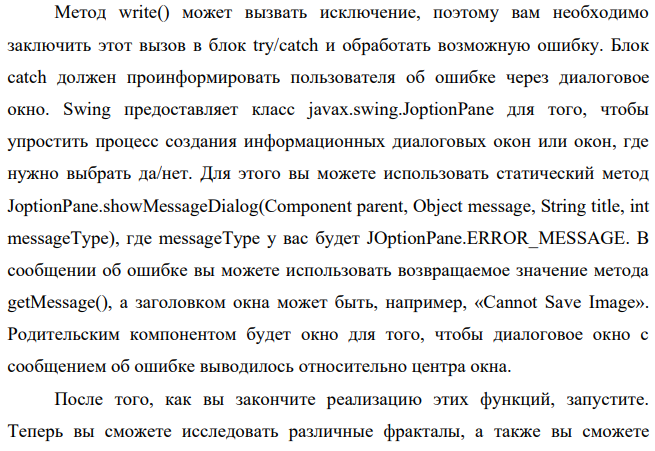 Метод write() может вызвать исключение, поэтому вам необходимо
заключить этот вызов в блок try/catch и обработать возможную ошибку. Блок
catch должен проинформировать пользователя об ошибке через диалоговое
окно. Swing предоставляет класс javax.swing.JoptionPane для того, чтобы
упростить процесс создания информационных диалоговых окон или окон, где
нужно выбрать да/нет. Для этого вы можете использовать статический метод
JoptionPane.showMessageDialog(Component parent, Object message, String title, int
messageType), где messageType у вас будет JOptionPane.ERROR_MESSAGE. В
сообщении об ошибке вы можете использовать возвращаемое значение метода
getMessage(), а заголовком окна может быть, например, «Cannot Save Image».
Родительским компонентом будет окно для того, чтобы диалоговое окно с
сообщением об ошибке выводилось относительно центра окна.
После того, как вы закончите реализацию этих функций, запустите.
Теперь вы сможете исследовать различные фракталы, а также вы сможете